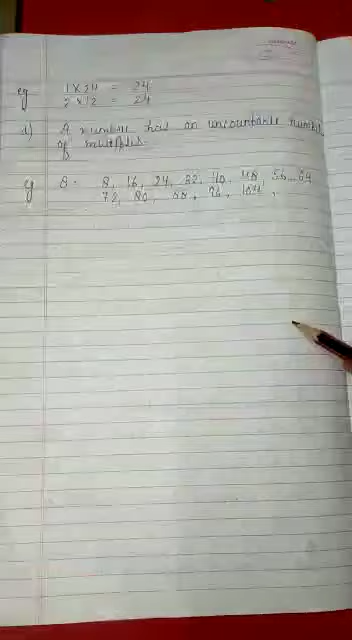 eg 1 x 24 = 24
2 x 12 = 24
d) A number has an uncountable number
of multiples.
eg 8 - 8, 16, 24, 32, 40, 48, 56, 64
72, 80, 88, 96, 104,